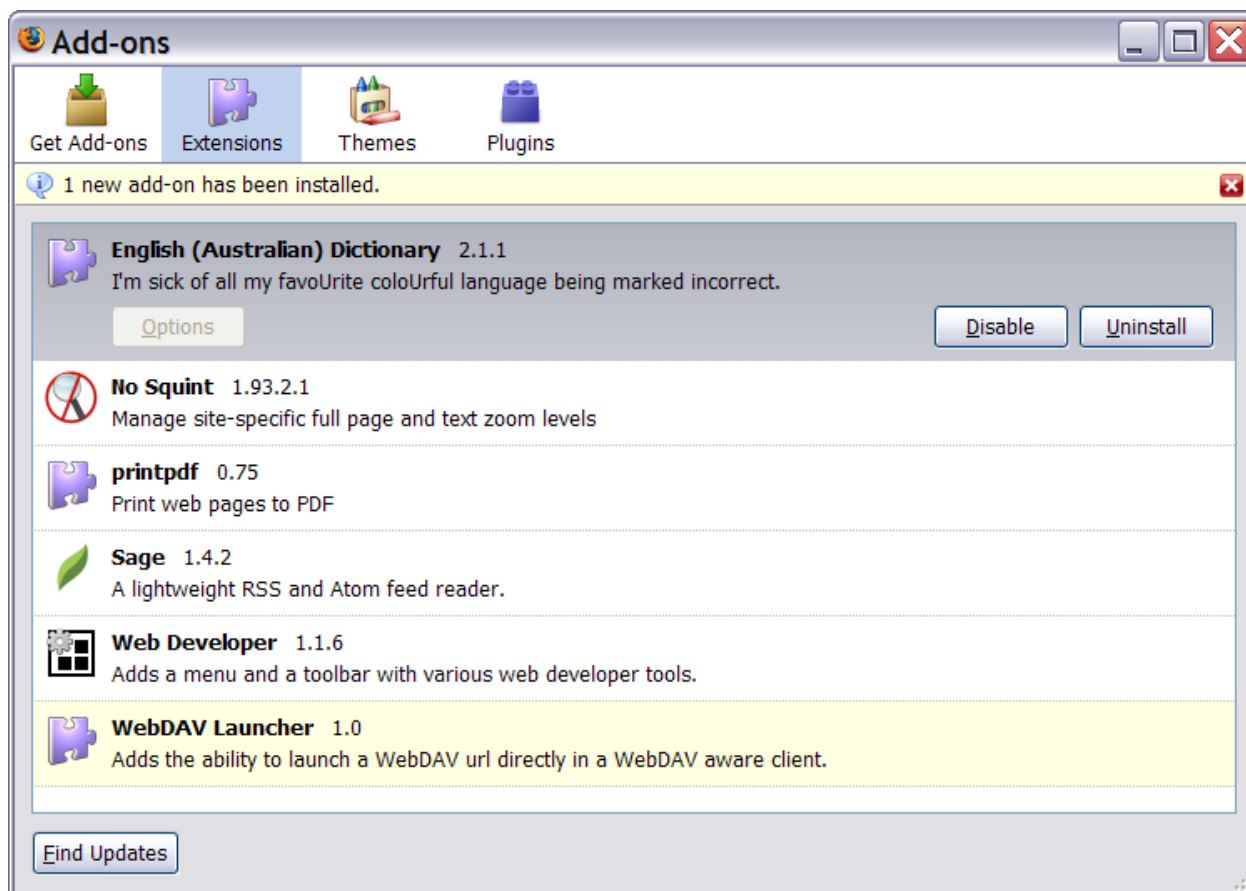 Add-ons
Get Add-ons Extensions Themes Plugins
1 new add-on has been installed.
English (Australian) Dictionary 2.1.1
I'm sick of all my favoUrite coloUrful language being marked incorrect.
Options Disable Uninstall
No Squint 1.93.2.1
Manage site-specific full page and text zoom levels
printpdf 0.75
Print web pages to PDF
Sage 1.4.2
A lightweight RSS and Atom feed reader.
Web Developer 1.1.6
Adds a menu and a toolbar with various web developer tools.
WebDAV Launcher 1.0
Adds the ability to launch a WebDAV url directly in a WebDAV aware client.
Find Updates